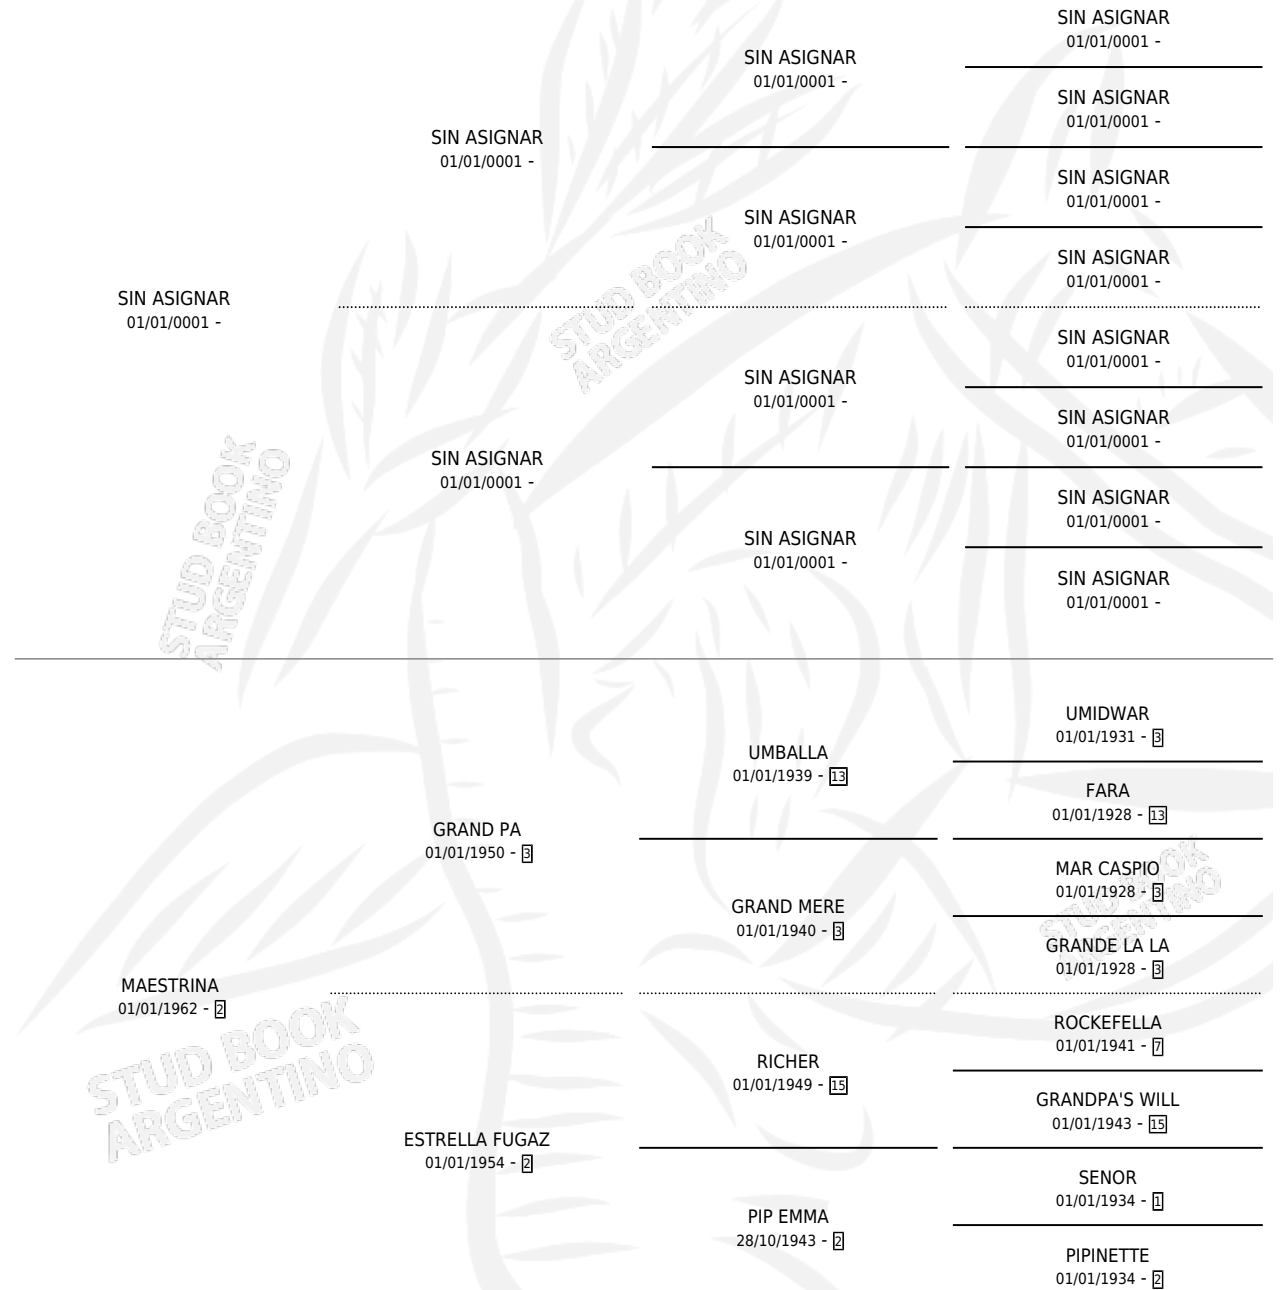 SIN ASIGNAR
01/01/0001 -
SIN ASIGNAR
01/01/0001 -
SIN ASIGNAR
01/01/0001 -
SIN ASIGNAR
01/01/0001 -
SIN ASIGNAR
01/01/0001 -
SIN ASIGNAR
01/01/0001 -
SIN ASIGNAR
01/01/0001 -
SIN ASIGNAR
01/01/0001 -
SIN ASIGNAR
01/01/0001 -
SIN ASIGNAR
01/01/0001 -
SIN ASIGNAR
01/01/0001 -
SIN ASIGNAR
01/01/0001 -
SIN ASIGNAR
01/01/0001 -
SIN ASIGNAR
01/01/0001 -
SIN ASIGNAR
01/01/0001 -
STUD BOOK
ARGENTINO
STUD BOOK
ARGENTINO
UMIDWAR
01/01/1931 - 3
UMBALLA
01/01/1939 - 13
FARA
01/01/1928 - 13
GRAND PA
01/01/1950 - 3
MAR CASPIO
01/01/1928 - 3
GRAND MERE
01/01/1940 - 3
GRANDE LA LA
01/01/1928 - 3
STUD BOOK
ARGENTINO
MAESTRINA
01/01/1962 - 2
ROCKEFELLA
01/01/1941 - 7
RICHER
01/01/1949 - 15
GRANDPA'S WILL
01/01/1943 - 15
ESTRELLA FUGAZ
01/01/1954 - 2
SENOR
01/01/1934 - 1
PIP EMMA
28/10/1943 - 2
PIPINETTE
01/01/1934 - 2
STUD BOOK
ARGENTINO